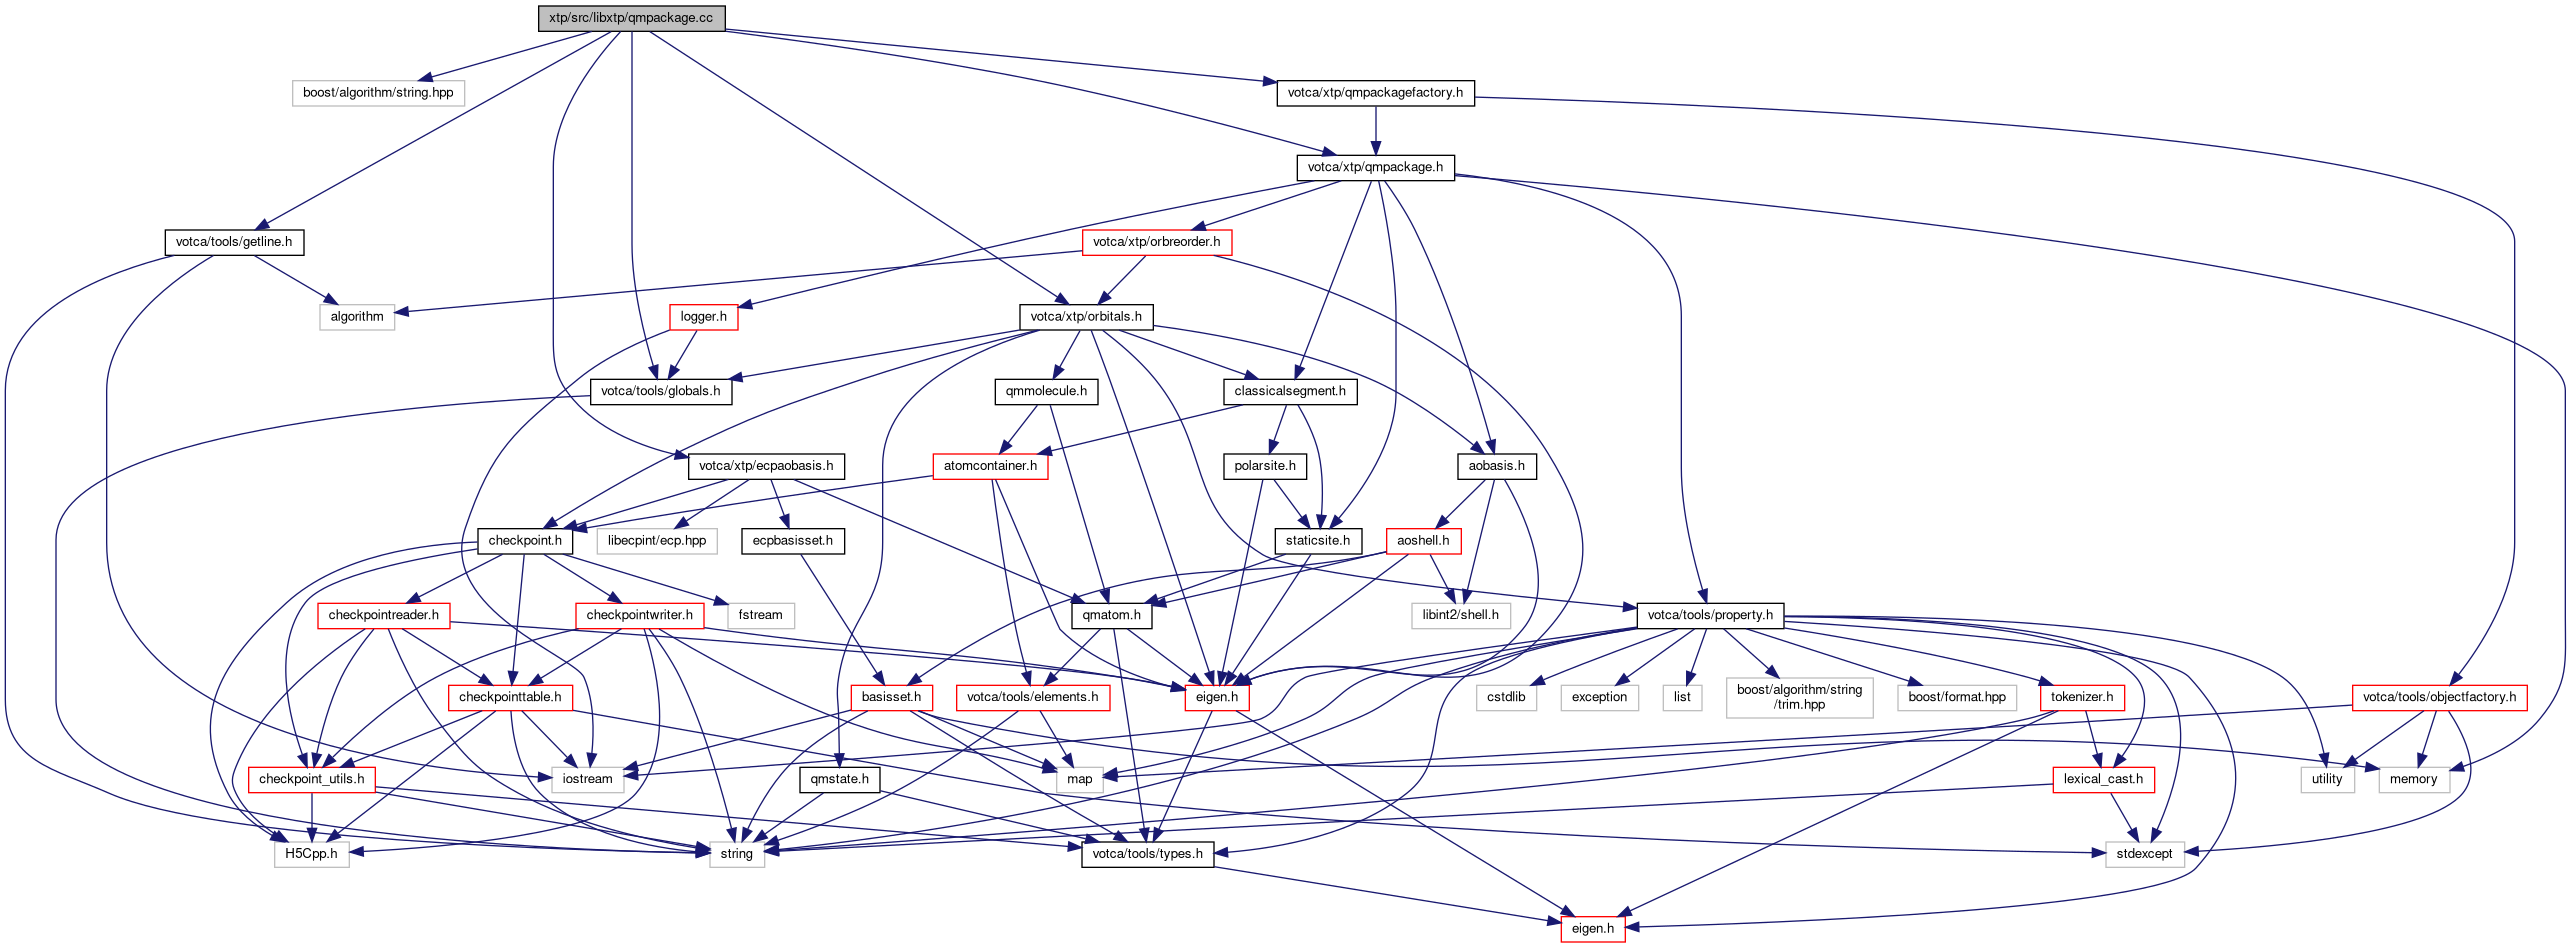 xtp/src/libxtp/qmpackage.cc
boost/algorithm/string.hpp
votca/xtp/qmpackagefactory.h
votca/xtp/qmpackage.h
votca/tools/getline.h
votca/xtp/orbreorder.h
algorithm
logger.h
votca/xtp/orbitals.h
votca/tools/globals.h
qmmolecule.h
classicalsegment.h
votca/xtp/ecpaobasis.h
atomcontainer.h
polarsite.h
aobasis.h
checkpoint.h
libecpint/ecp.hpp
ecpbasisset.h
staticsite.h
aoshell.h
checkpointreader.h
checkpointwriter.h
fstream
qmatom.h
libint2/shell.h
votca/tools/property.h
checkpointtable.h
basisset.h
votca/tools/elements.h
eigen.h
cstdlib
exception
list
boost/algorithm/string
/trim.hpp
boost/format.hpp
tokenizer.h
votca/tools/objectfactory.h
checkpoint_utils.h
iostream
qmstate.h
map
lexical_cast.h
utility
memory
H5Cpp.h
string
votca/tools/types.h
stdexcept
eigen.h